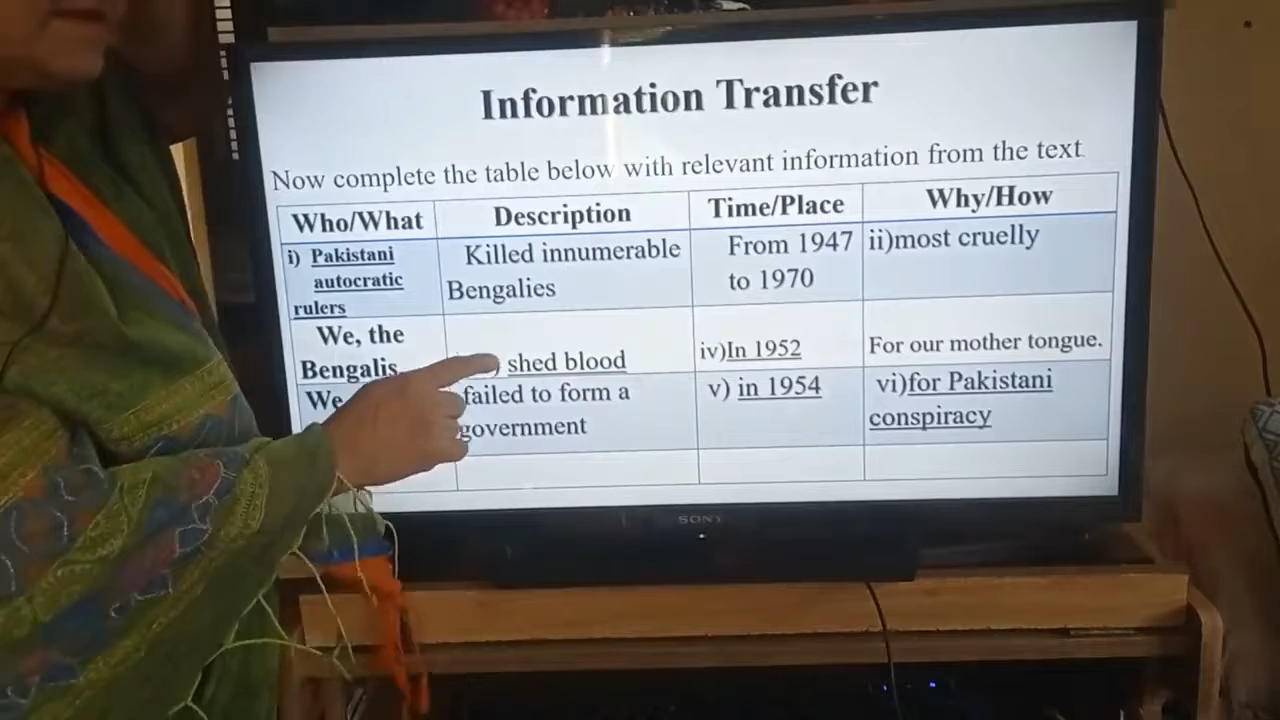 Information Transfer
Now complete the table below with relevant information from the text
Who/What Description Time/Place Why/How
i) Pakistani autocratic rulers
Killed innumerable Bengalies
From 1947 to 1970
ii)most cruelly
We, the Bengalis
shed blood
iv)In 1952
For our mother tongue.
We
failed to form a government
v) in 1954
vi)for Pakistani conspiracy
SONY